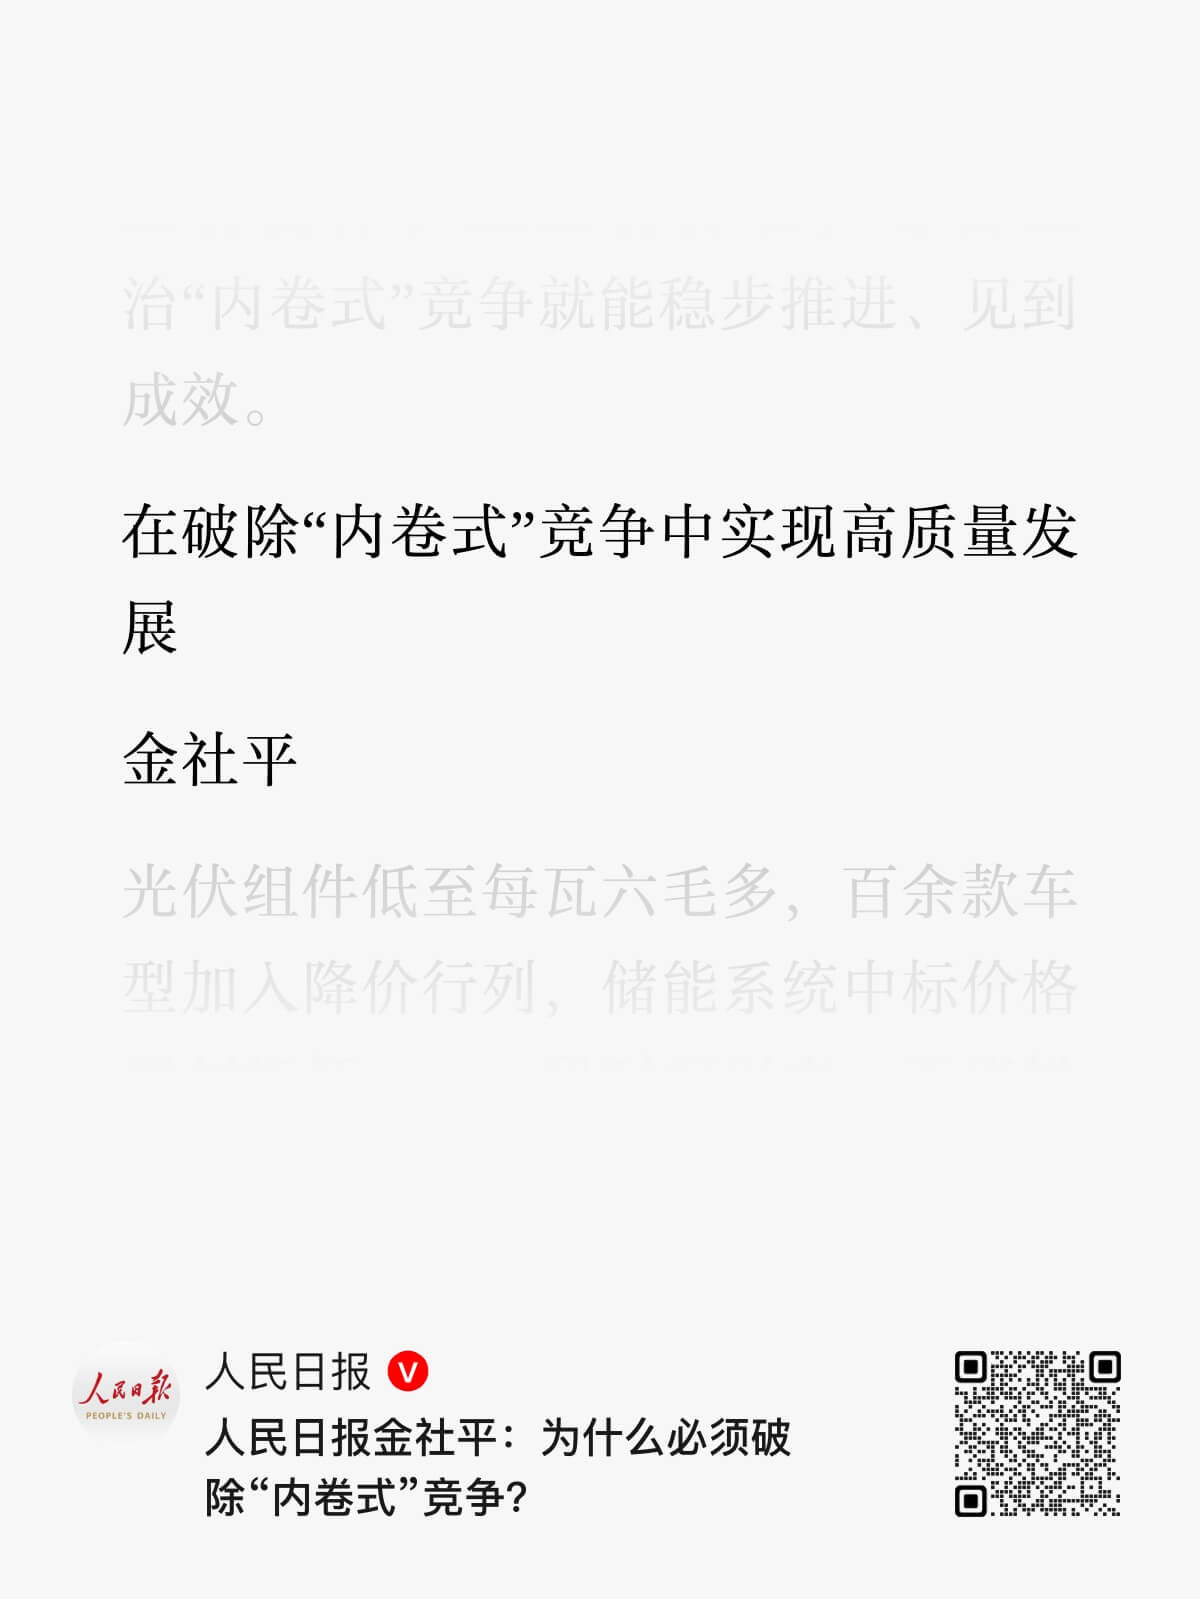 治“内卷式”竞争就能稳步推进、见到
成效。
在破除“内卷式”竞争中实现高质量发
展
金社平
光伏组件低至每瓦六毛多，百余款车
型加入降价行列，储能系统中标价格
人民日报
人民日报
PEOPLE'S DAILY
人民日报金社平：为什么必须破
除“内卷式”竞争？